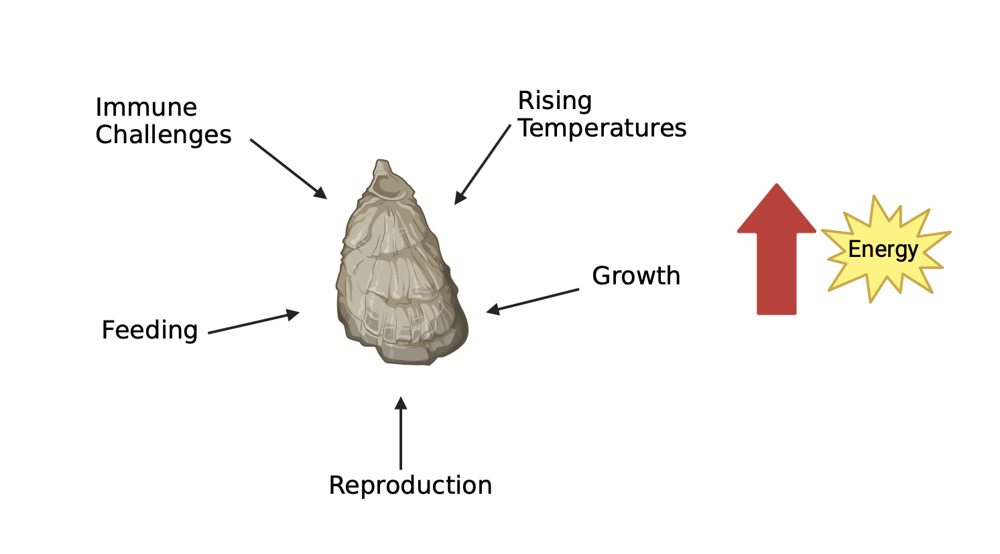 Immune
Challenges
Rising
Temperatures
Energy
Growth
Feeding
Reproduction